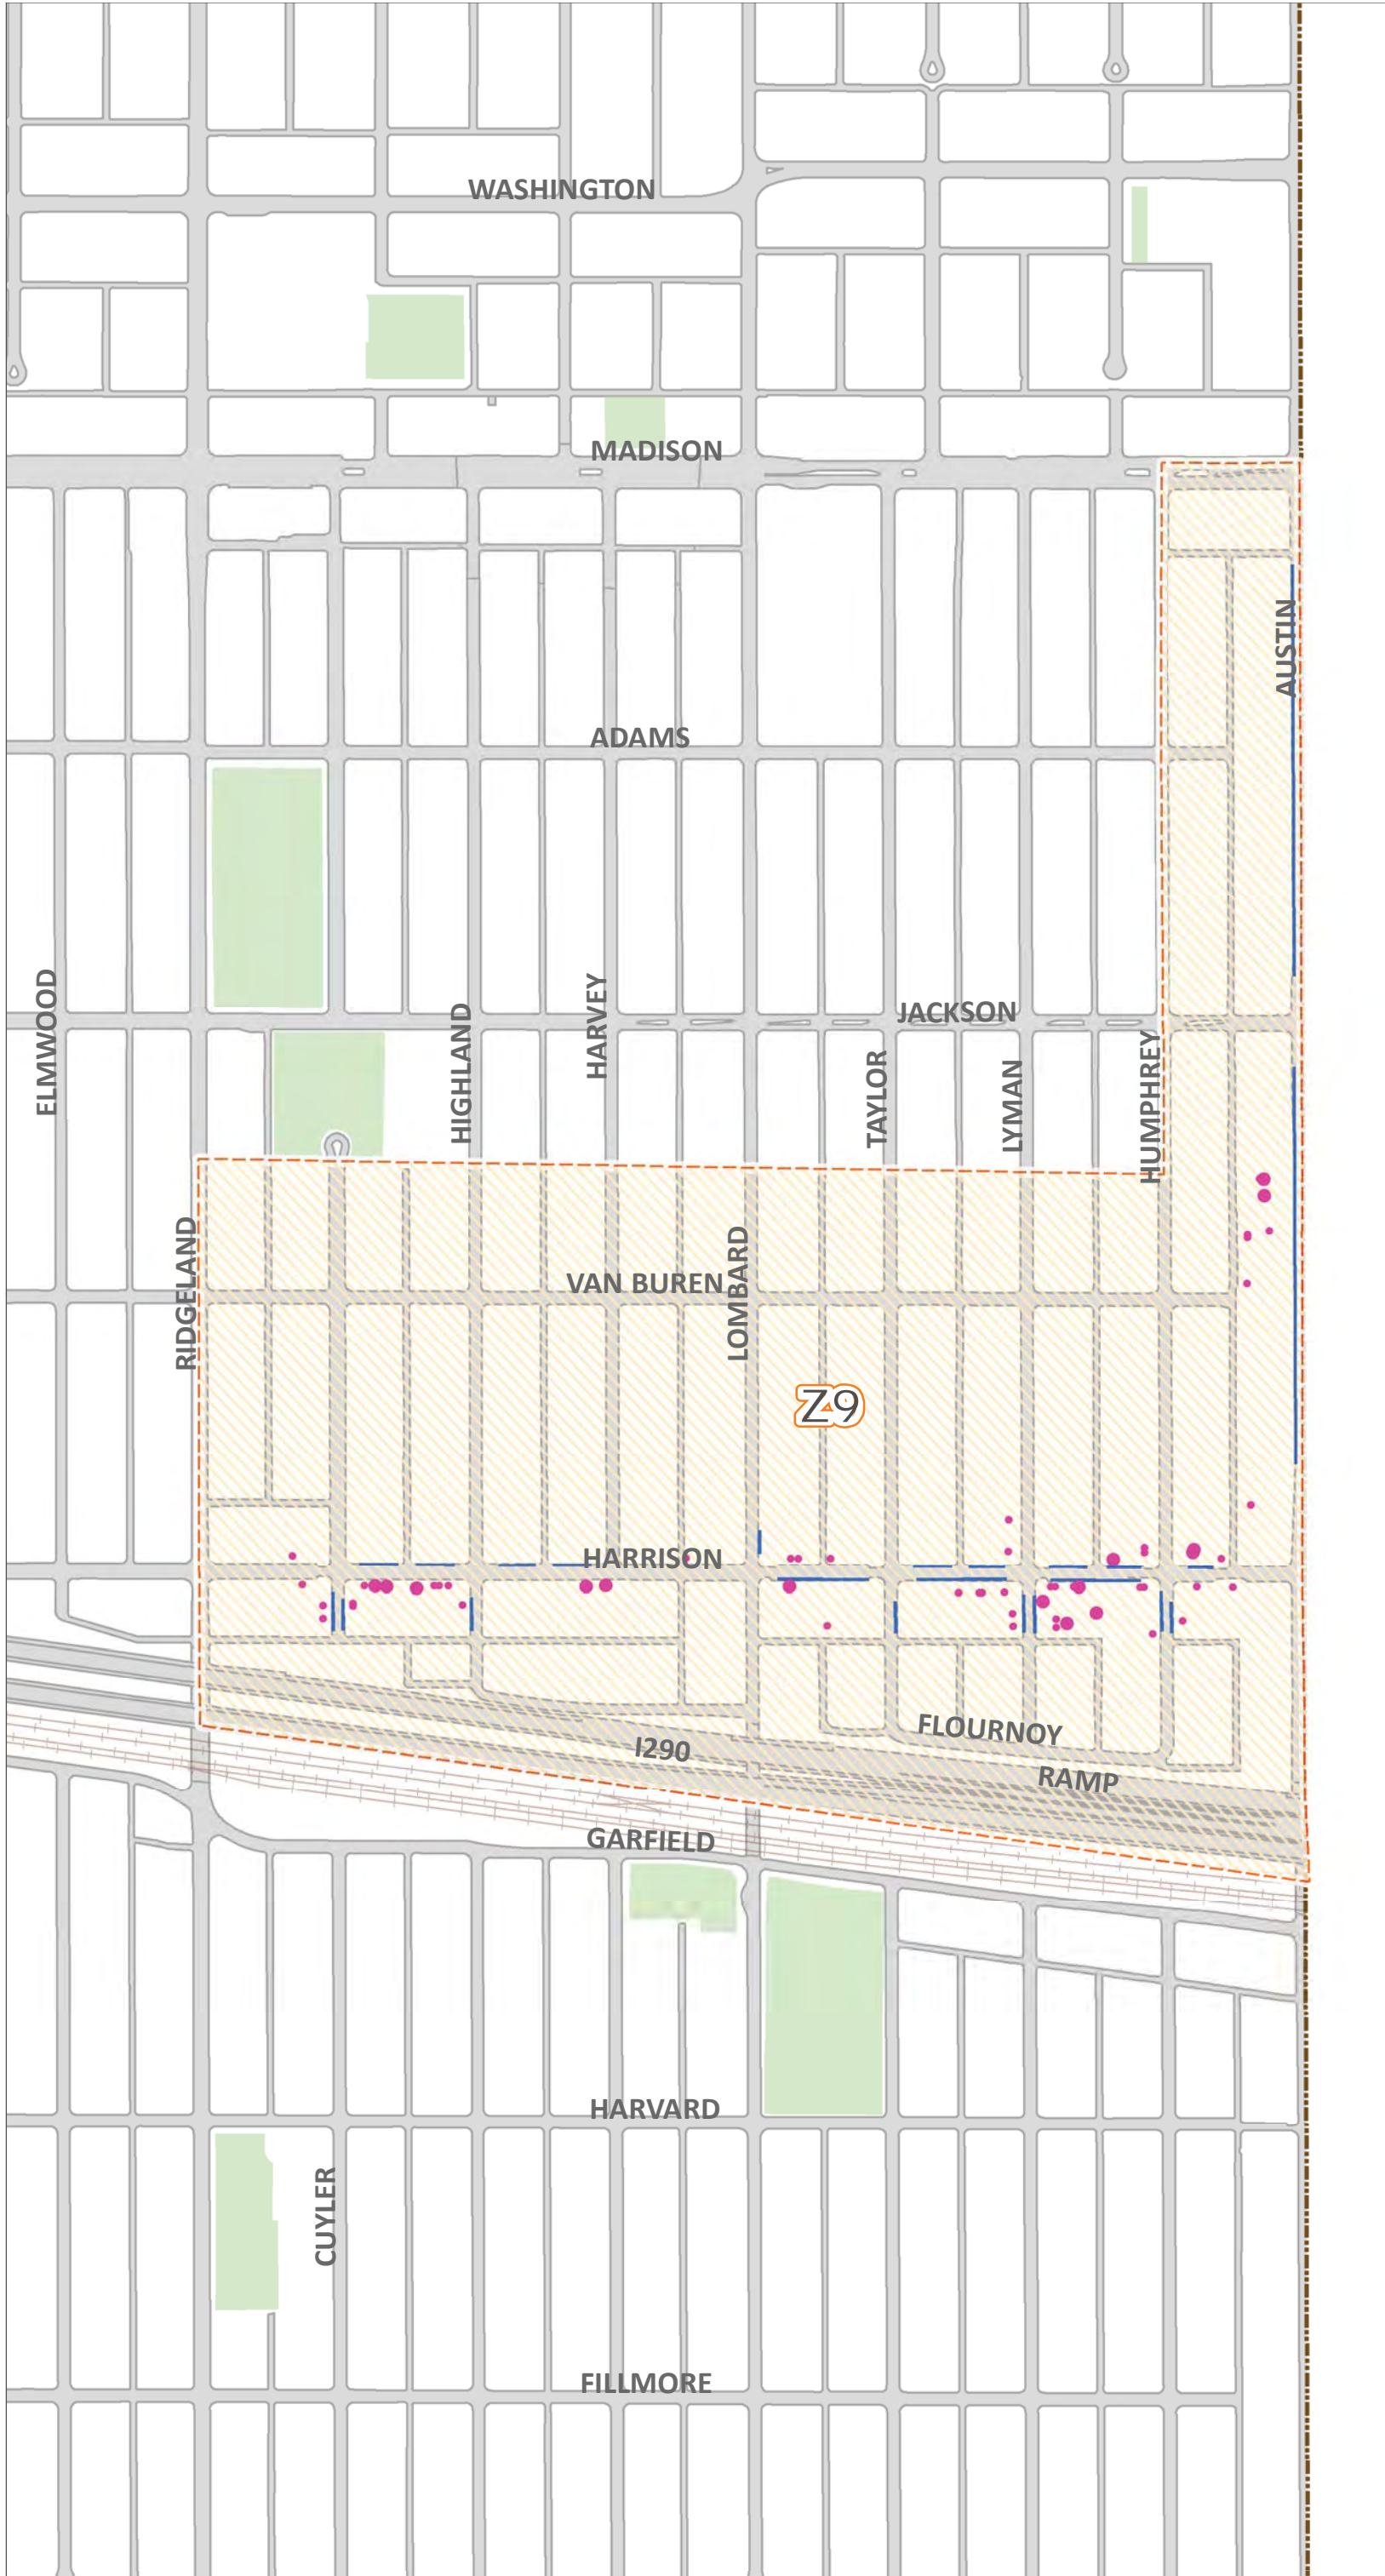 WASHINGTON
MADISON
AUSTIN
ADAMS
ELMWOOD
HIGHLAND
HARVEY
JACKSON
TAYLOR
LYMAN
HUMPHREY
RIDGELAND
VAN BUREN
LOMBARD
Z9
HARRISON
FLOURNOY
I290
RAMP
GARFIELD
HARVARD
CUYLER
FILLMORE